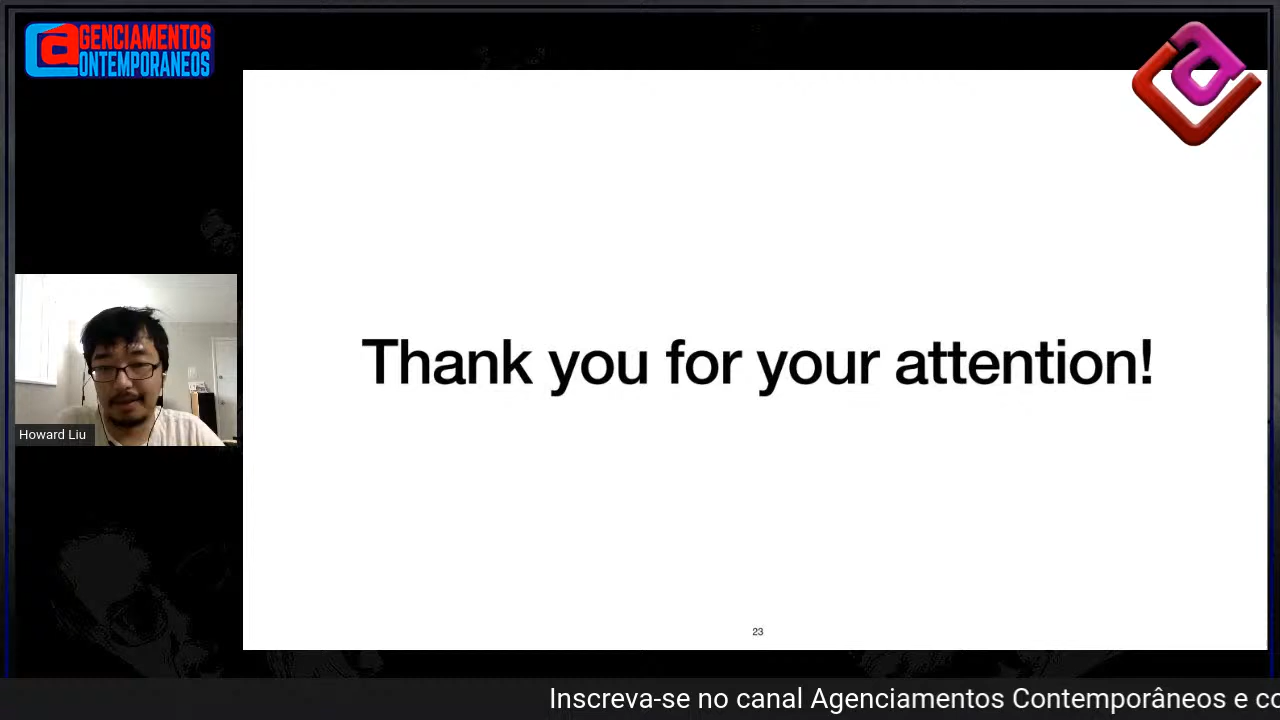 AGENCIAMENTOS
CONTEMPORANEOS
a
Thank you for your attention!
Howard Liu
23
Inscreva-se no canal Agenciamentos Contemporâneos e co